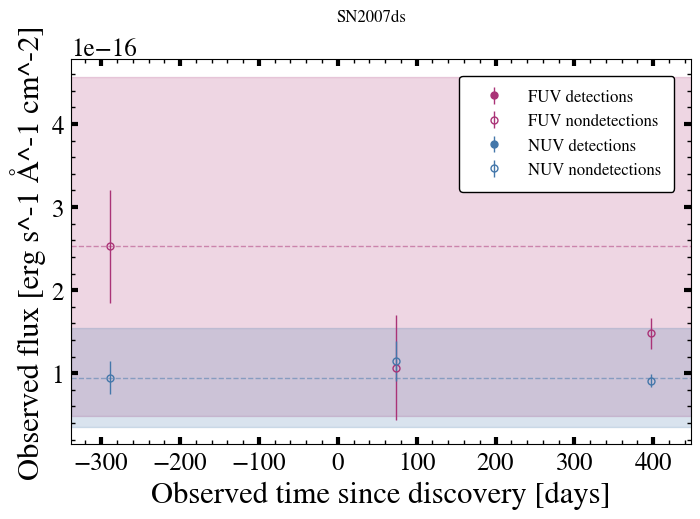 SN2007ds
1e−16
Observed flux [erg s^-1 Å^-1 cm^-2]
4
3
2
1
FUV detections
FUV nondetections
NUV detections
NUV nondetections
−300 −200 −100 0 100 200 300 400
Observed time since discovery [days]